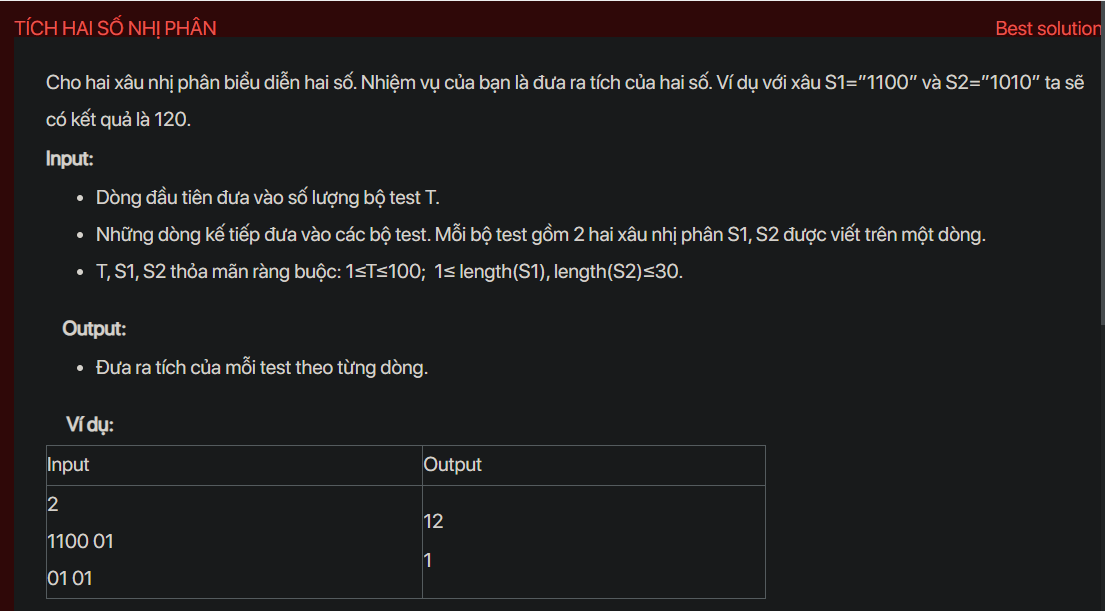 TÍCH HAI SỐ NHỊ PHÂN
Best solution
Cho hai xâu nhị phân biểu diễn hai số. Nhiệm vụ của bạn là đưa ra tích của hai số. Ví dụ với xâu S1=”1100” và S2=”1010” ta sẽ
có kết quả là 120.
Input:
• Dòng đầu tiên đưa vào số lượng bộ test T.
• Những dòng kế tiếp đưa vào các bộ test. Mỗi bộ test gồm 2 hai xâu nhị phân S1, S2 được viết trên một dòng.
• T, S1, S2 thỏa mãn ràng buộc: 1≤T≤100; 1≤ length(S1), length(S2)≤30.
Output:
• Đưa ra tích của mỗi test theo từng dòng.
Ví dụ:
Input
Output
2
1100 01
01 01
12
1